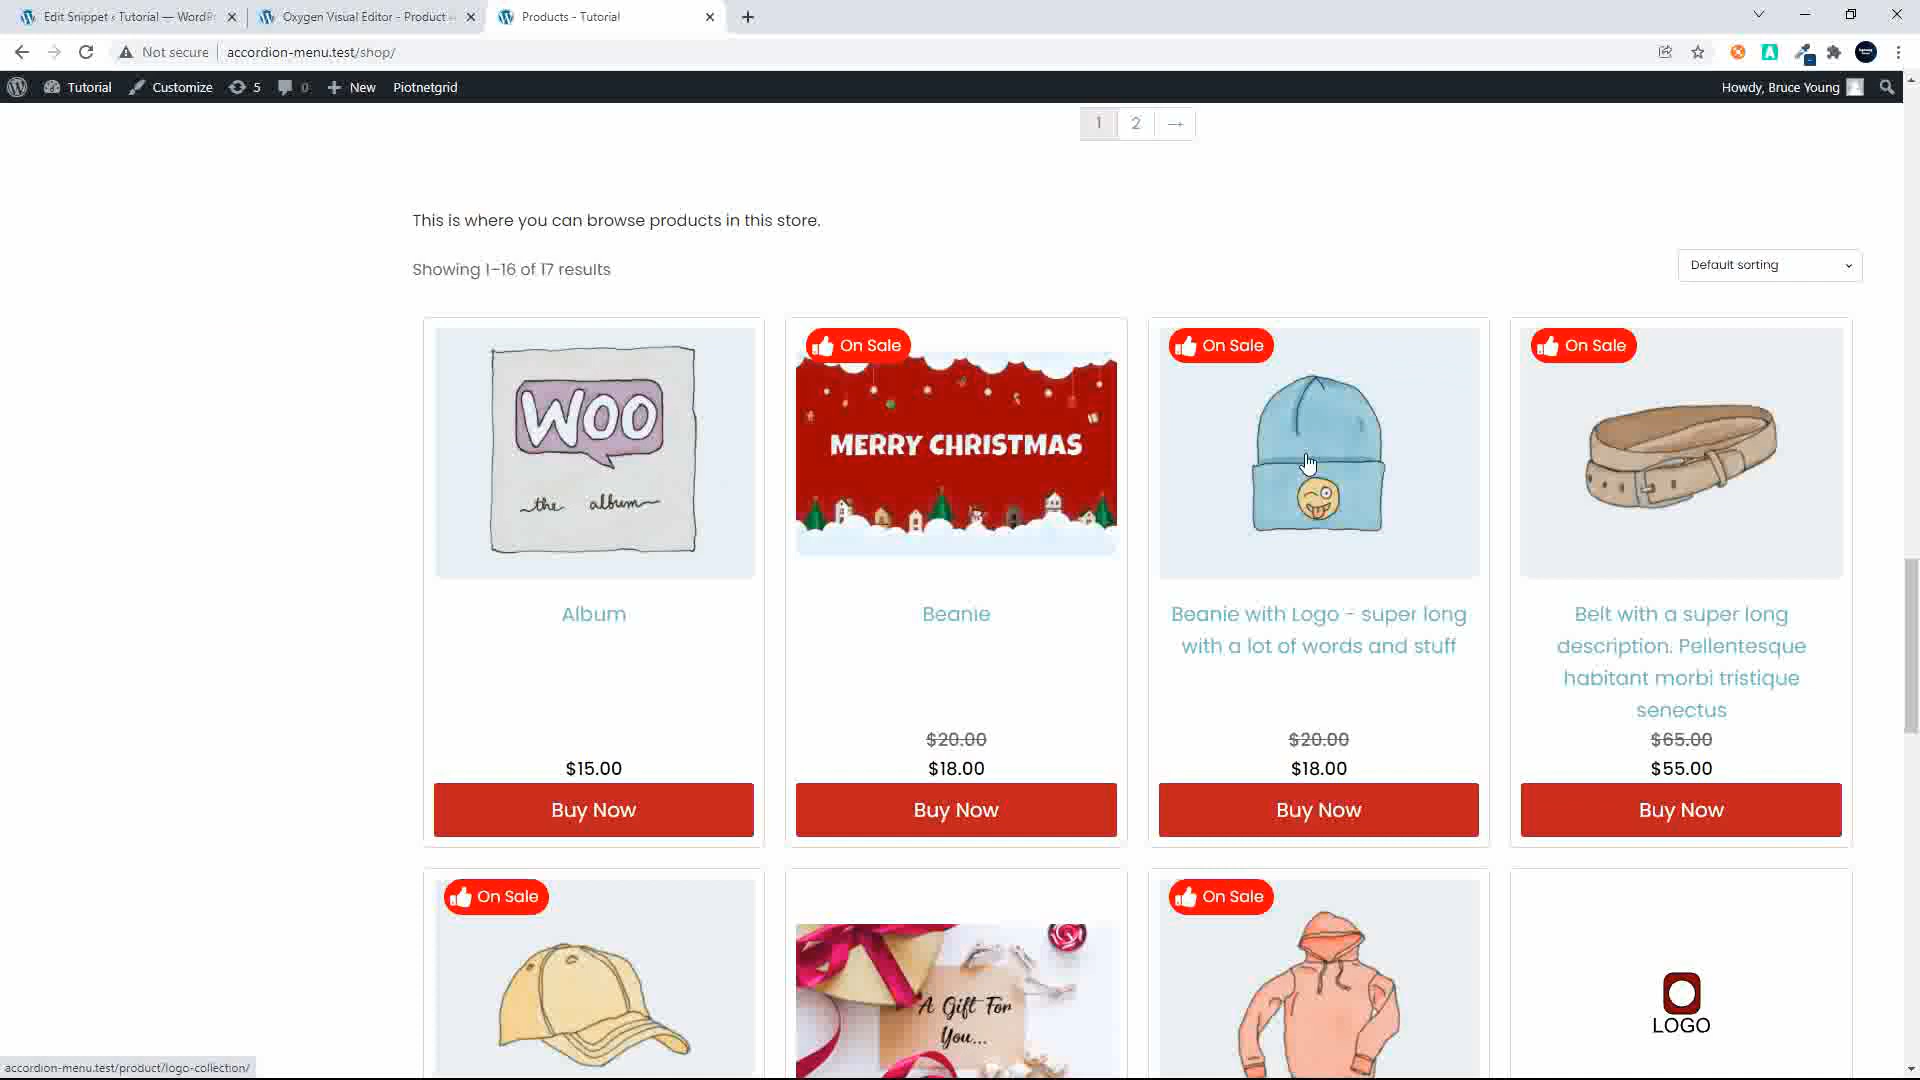 Edit Snippet ‹ Tutorial — WordPr
Oxygen Visual Editor - Product -
Products - Tutorial
Not secure
accordion-menu.test/shop/
Tutorial
Customize
5
0
New
Piotnetgrid
Howdy, Bruce Young
1
2
→
This is where you can browse products in this store.
Showing 1–16 of 17 results
Default sorting
WOO
the album
Album
$15.00
Buy Now
On Sale
MERRY CHRISTMAS
Beanie
$20.00
$18.00
Buy Now
On Sale
Beanie with Logo - super long
with a lot of words and stuff
$20.00
$18.00
Buy Now
On Sale
Belt with a super long
description. Pellentesque
habitant morbi tristique
senectus
$65.00
$55.00
Buy Now
On Sale
A Gift For
You...
On Sale
LOGO
accordion-menu.test/product/logo-collection/